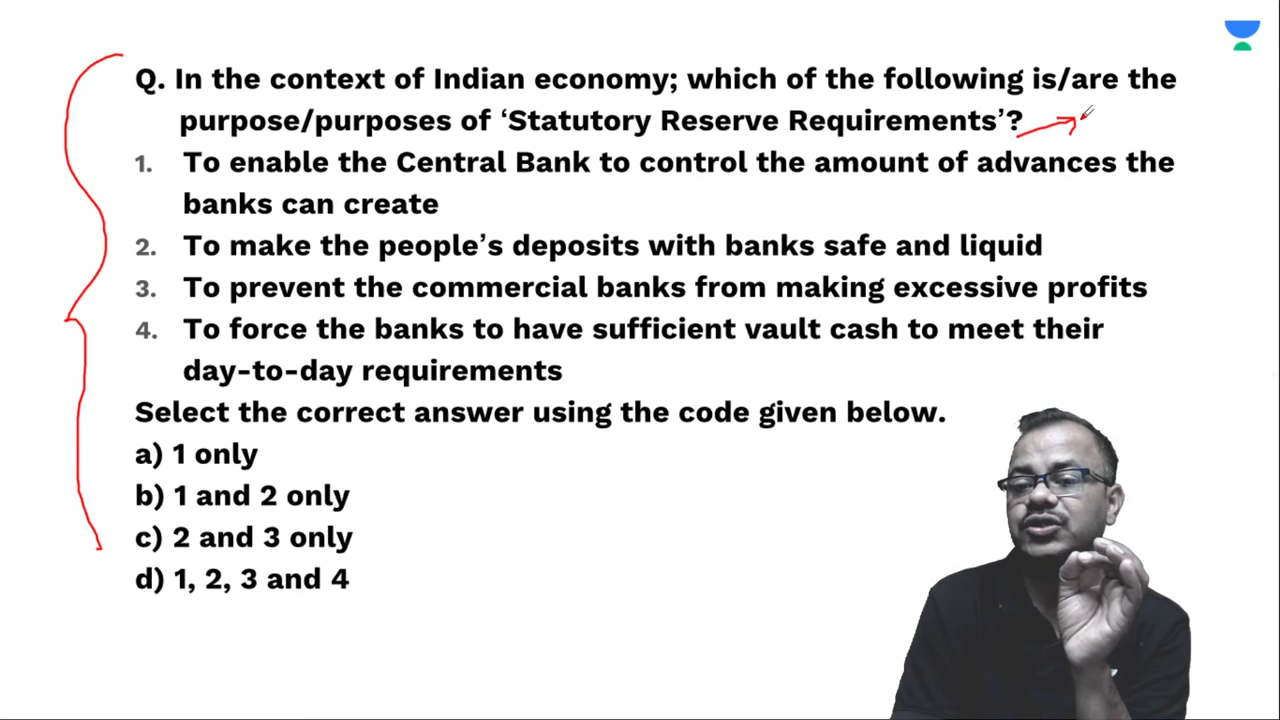 Q. In the context of Indian economy; which of the following is/are the
purpose/purposes of ‘Statutory Reserve Requirements’?
1. To enable the Central Bank to control the amount of advances the
banks can create
2. To make the people’s deposits with banks safe and liquid
3. To prevent the commercial banks from making excessive profits
4. To force the banks to have sufficient vault cash to meet their
day-to-day requirements
Select the correct answer using the code given below.
a) 1 only
b) 1 and 2 only
c) 2 and 3 only
d) 1, 2, 3 and 4